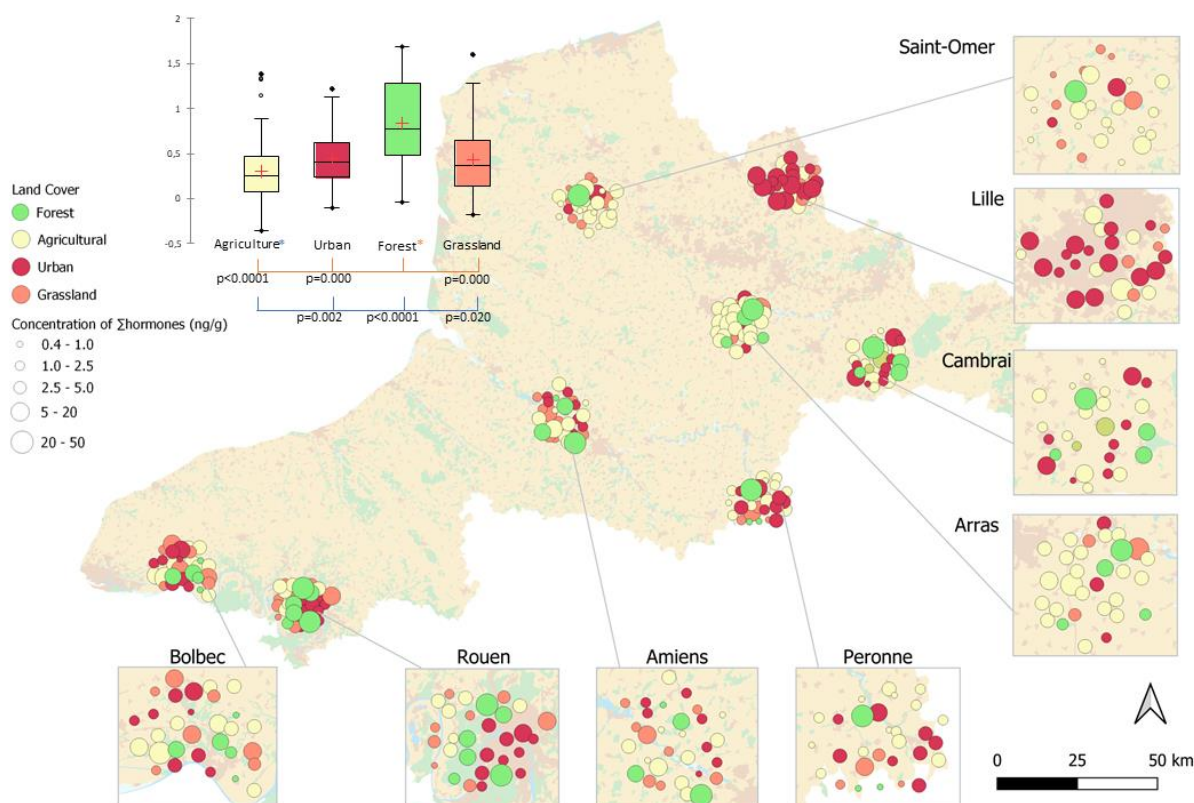 2
1,5
1
0,5
0
-0,5
Agriculture* Urban Forest* Grassland
p<0.0001 p=0.000 p=0.000
p=0.002 p<0.0001 p=0.020
Land Cover
Forest
Agricultural
Urban
Grassland
Concentration of Σhormones (ng/g)
0.4 - 1.0
1.0 - 2.5
2.5 - 5.0
5 - 20
20 - 50
Saint-Omer
Lille
Cambrai
Arras
Bolbec Rouen Amiens Peronne
0 25 50 km